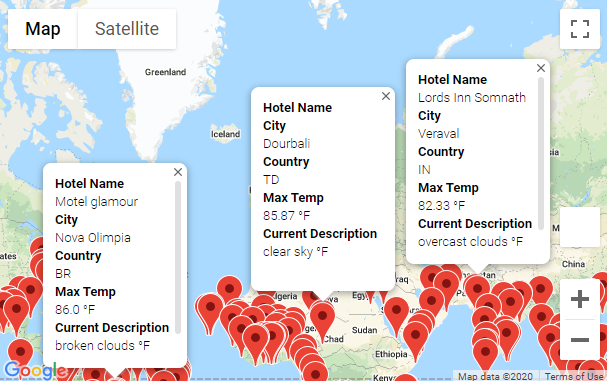 Map
Satellite
Greenland
Iceland
Hotel Name
Lords Inn Somnath
City
Veraval
Country
IN
Max Temp
82.33 °F
Current Description
overcast clouds °F
Hotel Name
City
Dourbali
Country
TD
Max Temp
85.87 °F
Current Description
clear sky °F
Hotel Name
Motel glamour
City
Nova Olimpia
Country
BR
Max Temp
86.0 °F
Current Description
broken clouds °F
Chad
Sudan
Ethiopia
Google
Map data ©2020
Terms of Use